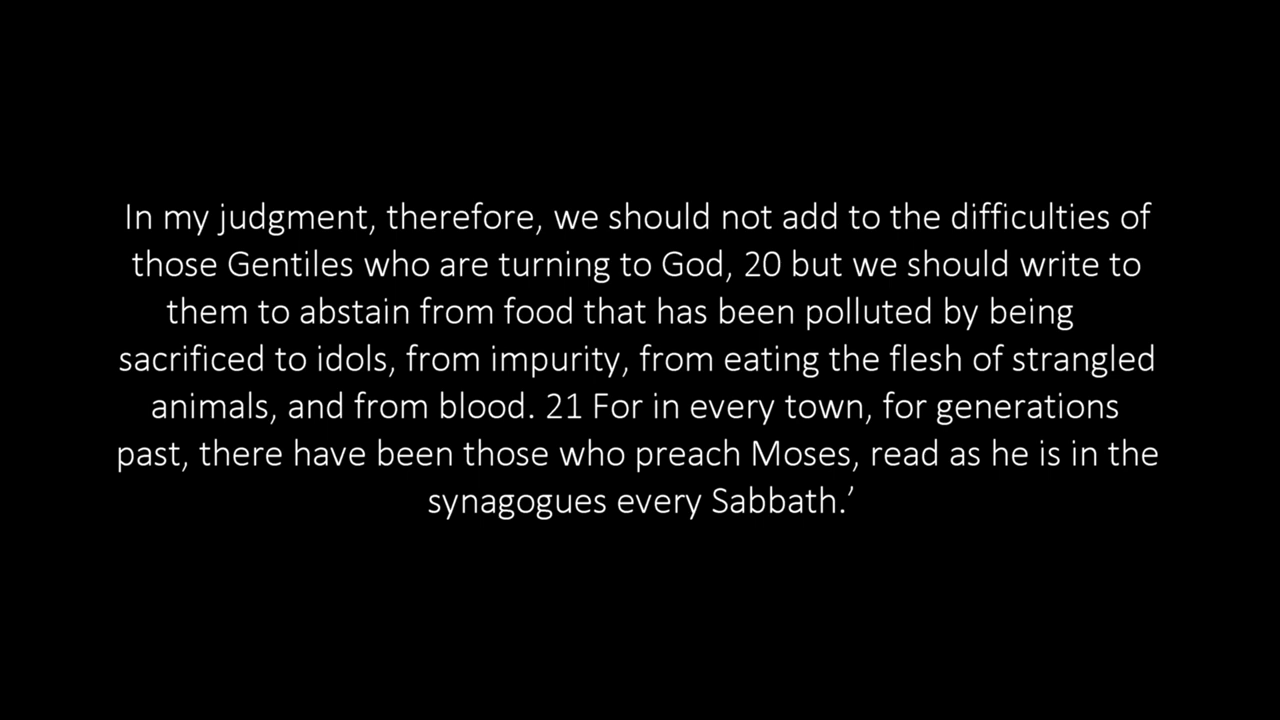 In my judgment, therefore, we should not add to the difficulties of
those Gentiles who are turning to God, 20 but we should write to
them to abstain from food that has been polluted by being
sacrificed to idols, from impurity, from eating the flesh of strangled
animals, and from blood. 21 For in every town, for generations
past, there have been those who preach Moses, read as he is in the
synagogues every Sabbath.’